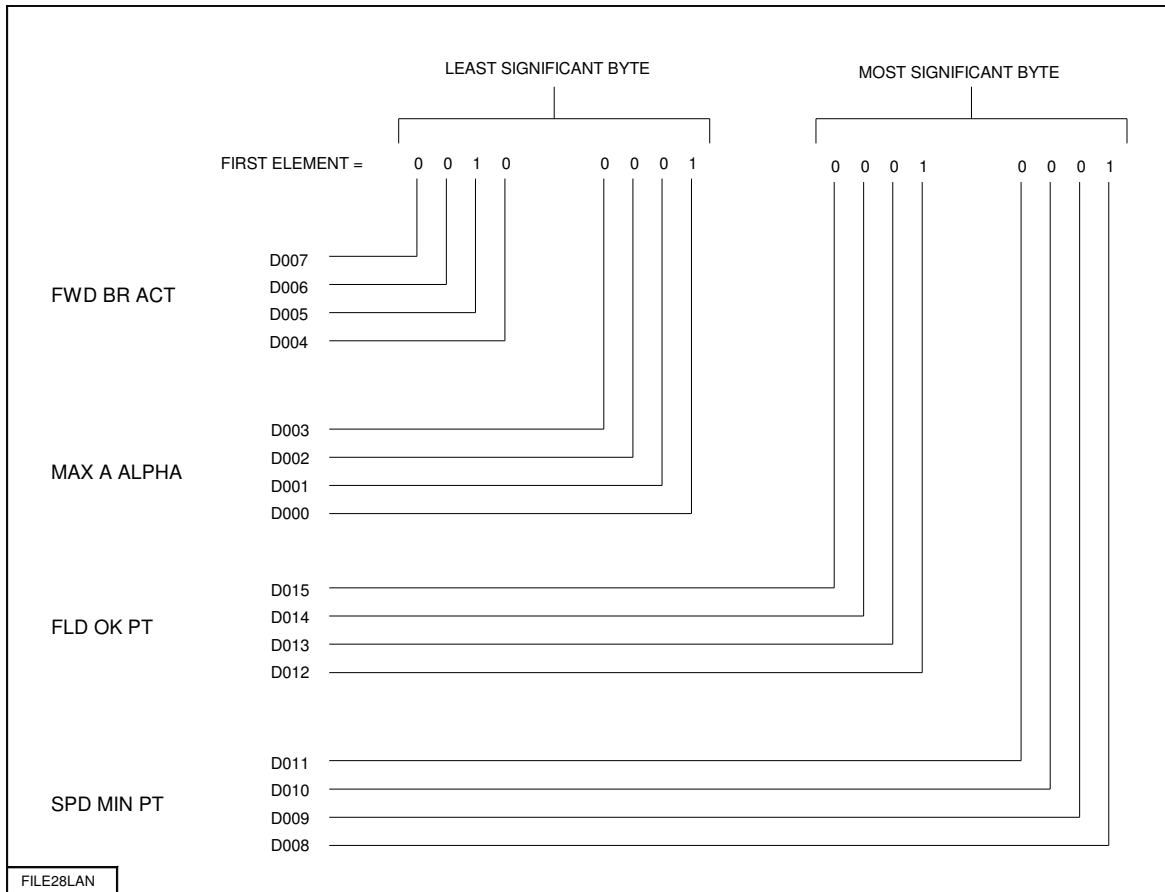 LEAST SIGNIFICANT BYTE
MOST SIGNIFICANT BYTE
FIRST ELEMENT = 0 0 1 0 0 0 0 1 0 0 0 1 0 0 0 1
FWD BR ACT
D007
D006
D005
D004
MAX A ALPHA
D003
D002
D001
D000
FLD OK PT
D015
D014
D013
D012
SPD MIN PT
D011
D010
D009
D008
FILE28LAN